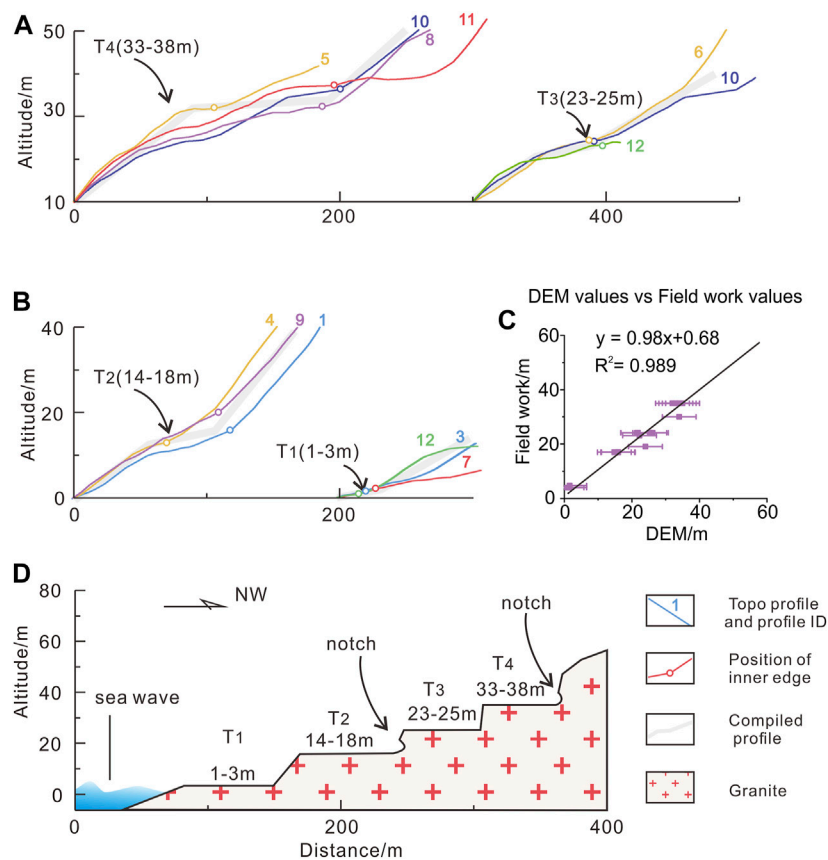 A
Altitude/m
50
30
10
0
200
400
T4(33-38m)
5
10
8
11
T3(23-25m)
6
10
12
B
Altitude/m
40
20
0
0
200
T2(14-18m)
4
9
1
T1(1-3m)
12
3
7
DEM values vs Field work values
C
Field work/m
60
40
20
0
0
20
40
60
DEM/m
y = 0.98x+0.68
R²= 0.989
D
Altitude/m
80
60
40
20
0
0
200
400
Distance/m
NW
sea wave
notch
notch
T1
1-3m
T2
14-18m
T3
23-25m
T4
33-38m
1
Topo profile
and profile ID
Position of
inner edge
Compiled
profile
Granite